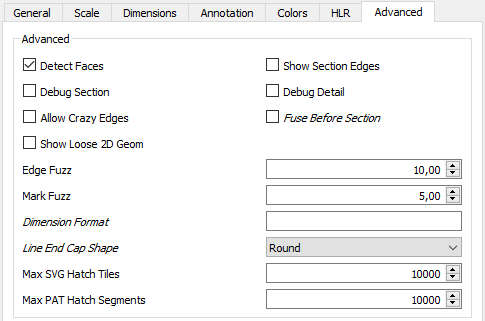 General Scale Dimensions Annotation Colors HLR Advanced
Advanced
Detect Faces Show Section Edges
Debug Section Debug Detail
Allow Crazy Edges Fuse Before Section
Show Loose 2D Geom
Edge Fuzz 10,00
Mark Fuzz 5,00
Dimension Format
Line End Cap Shape Round
Max SVG Hatch Tiles 10000
Max PAT Hatch Segments 10000